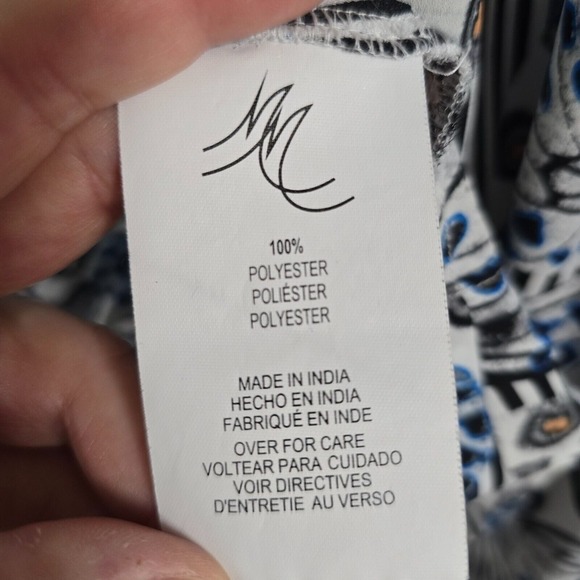 100%
POLYESTER
POLIÉSTER
POLYESTER
MADE IN INDIA
HECHO EN INDIA
FABRIQUÉ EN INDE
OVER FOR CARE
VOLTEAR PARA CUIDADO
VOIR DIRECTIVES
D'ENTRETIE AU VERSO